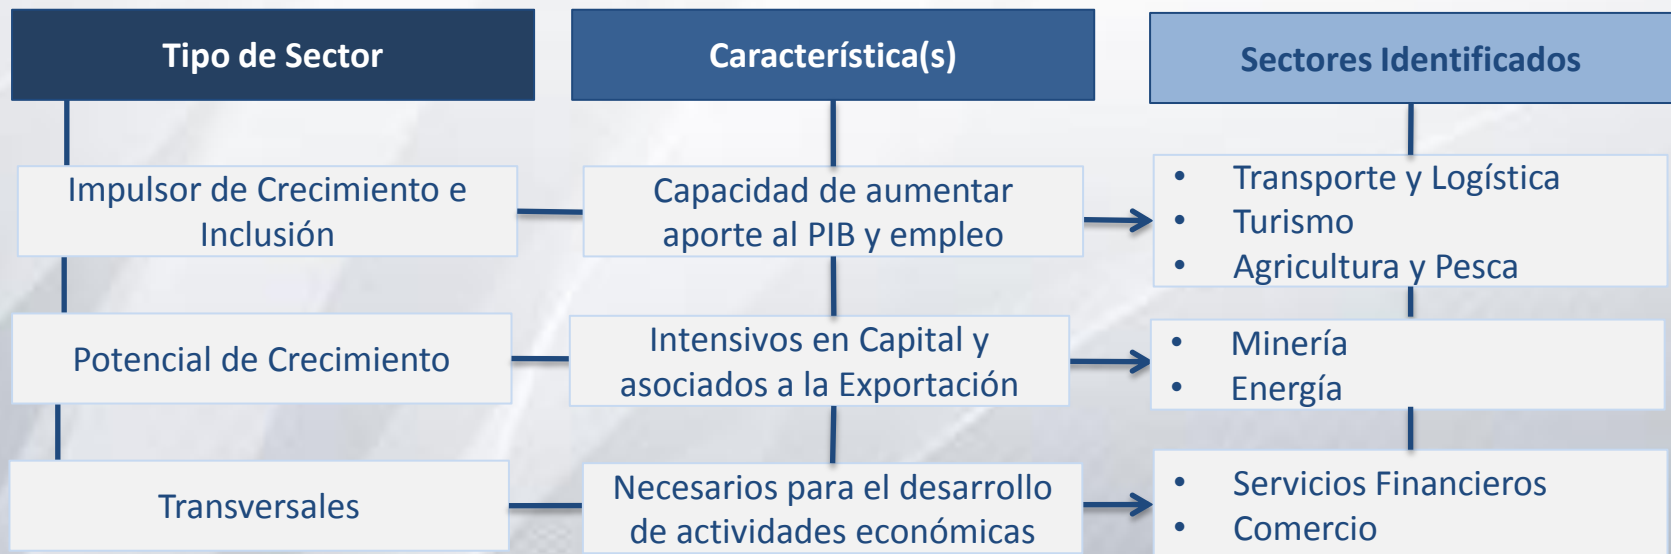 Tipo de Sector
Característica(s)
Sectores Identificados
Impulsor de Crecimiento e
Inclusión
Capacidad de aumentar
aporte al PIB y empleo
• Transporte y Logística
• Turismo
• Agricultura y Pesca
Potencial de Crecimiento
Intensivos en Capital y
asociados a la Exportación
• Minería
• Energía
Transversales
Necesarios para el desarrollo
de actividades económicas
• Servicios Financieros
• Comercio